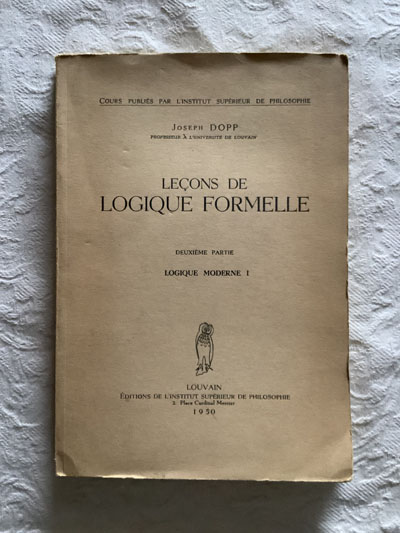 COURS PUBLIÉS PAR L'INSTITUT SUPÉRIEUR DE PHILOSOPHIE
JOSEPH DOPP
PROFESSEUR À L'UNIVERSITÉ DE LOUVAIN
LEÇONS DE
LOGIQUE FORMELLE
DEUXIÈME PARTIE
LOGIQUE MODERNE I
LOUVAIN
ÉDITIONS DE L'INSTITUT SUPÉRIEUR DE PHILOSOPHIE
2, Place Cardinal Mercier
1950